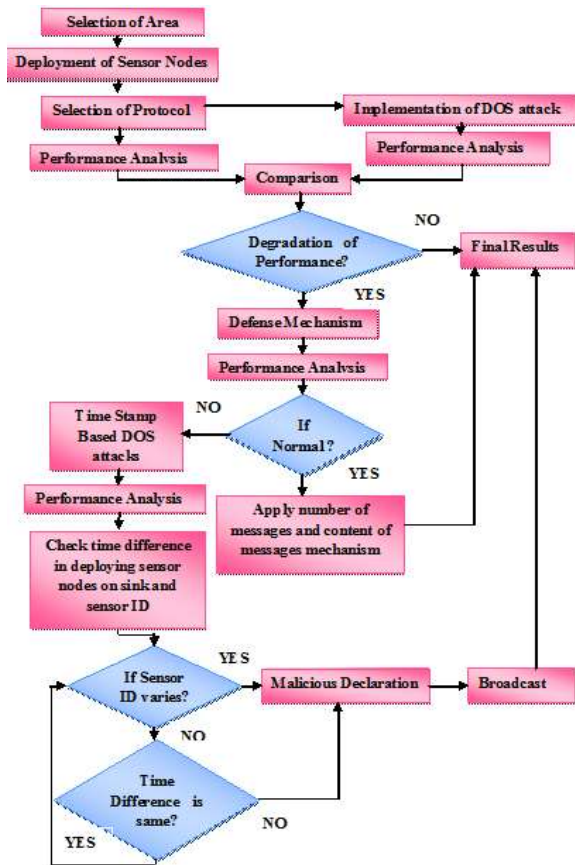 Selection of Area
Deployment of Sensor Nodes
Selection of Protocol
Implementation of DOS attack
Performance Analysis
Performance Analysis
Comparison
NO
Degradation of
Performance?
Final Results
YES
Defense Mechanism
Performance Analysis
NO
Time Stamp
Based DOS
attacks
If
Normal?
YES
Performance Analysis
Apply number of
messages and content of
messages mechanism
Check time difference
in deploying sensor
nodes on sink and
sensor ID
YES
If Sensor
ID varies?
Malicious Declaration
Broadcast
NO
Time
Difference is
same?
NO
YES